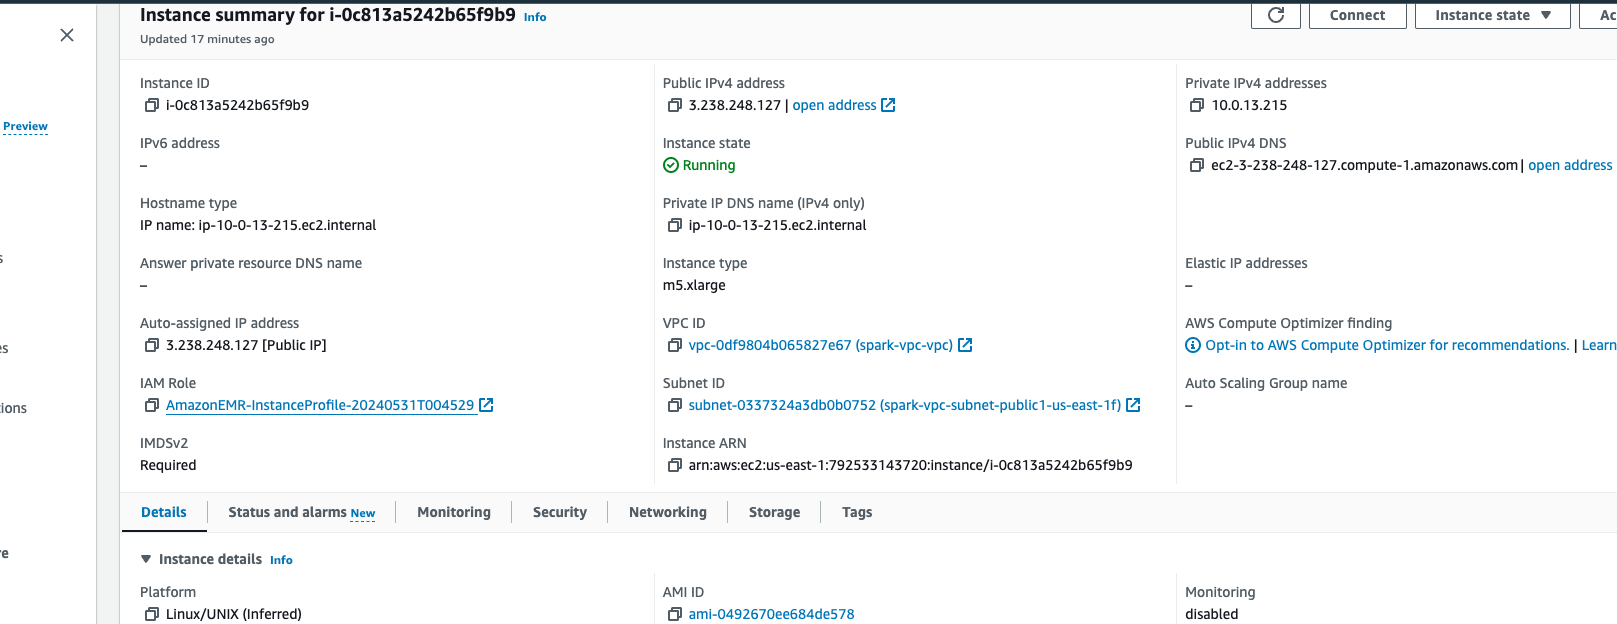 Instance summary for i-0c813a5242b65f9b9 Info
Updated 17 minutes ago
Connect
Instance state
Ac
Preview
s
es
ions
re
Instance ID
i-0c813a5242b65f9b9
Public IPv4 address
3.238.248.127 | open address
Private IPv4 addresses
10.0.13.215
IPv6 address
–
Instance state
Running
Public IPv4 DNS
ec2-3-238-248-127.compute-1.amazonaws.com | open address
Hostname type
IP name: ip-10-0-13-215.ec2.internal
Private IP DNS name (IPv4 only)
ip-10-0-13-215.ec2.internal
Answer private resource DNS name
–
Instance type
m5.xlarge
Elastic IP addresses
–
Auto-assigned IP address
3.238.248.127 [Public IP]
VPC ID
vpc-0df9804b065827e67 (spark-vpc-vpc)
AWS Compute Optimizer finding
Opt-in to AWS Compute Optimizer for recommendations. | Learn
IAM Role
AmazonEMR-InstanceProfile-20240531T004529
Subnet ID
subnet-0337324a3db0b0752 (spark-vpc-subnet-public1-us-east-1f)
Auto Scaling Group name
–
IMDSv2
Required
Instance ARN
arn:aws:ec2:us-east-1:792533143720:instance/i-0c813a5242b65f9b9
Details
Status and alarms New
Monitoring
Security
Networking
Storage
Tags
Instance details Info
Platform
Linux/UNIX (Inferred)
AMI ID
ami-0492670ee684de578
Monitoring
disabled